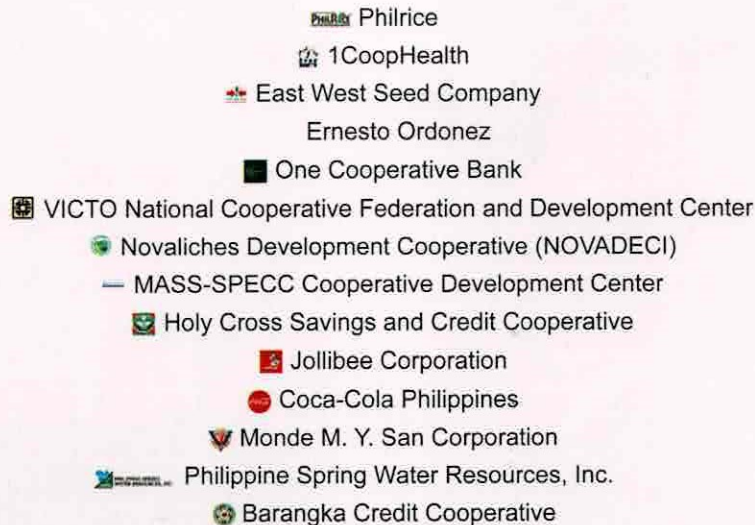 PHILRICE Philrice
1CoopHealth
East West Seed Company
Ernesto Ordonez
One Cooperative Bank
VICTO National Cooperative Federation and Development Center
Novaliches Development Cooperative (NOVADECI)
MASS-SPECC Cooperative Development Center
Holy Cross Savings and Credit Cooperative
Jollibee Corporation
Coca-Cola Philippines
Monde M. Y. San Corporation
Philippine Spring Water Resources, Inc.
Barangka Credit Cooperative